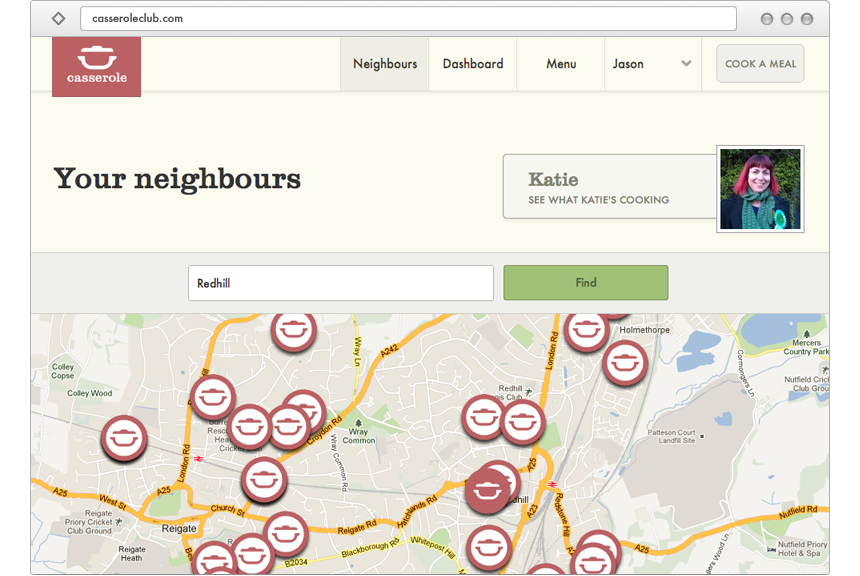 casseroleclub.com
casserole
Neighbours
Dashboard
Menu
Jason
COOK A MEAL
Your neighbours
Katie
SEE WHAT KATIE'S COOKING
Redhill
Find
Holmethorpe
Mercers
Country Park
Colley
Copse
Colley Wood
Wray Ln
A242
London Rd
Cormongers Ln
Nutfield
Club Ground
Redhill
Club
Wray
Common
Croydon Rd
Wray Common Rd
London Rd
Patteson Court
Landfill Site
A25
A25
West St
A25
Church St
Reigate
Priory Cricket
Club Ground
Reigate
Reigate Rd
Hatchlands Rd
A23
Redstone Hill
Nutfield Rd
Reigate
Heath
B2034
Blackborough Rd
Whitepost Hill
A25
Nutfield Priory
Hotel & Spa